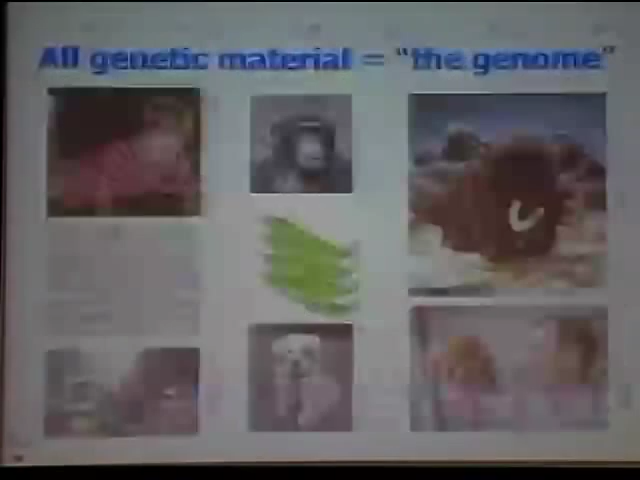 All genetic material = “the genome”